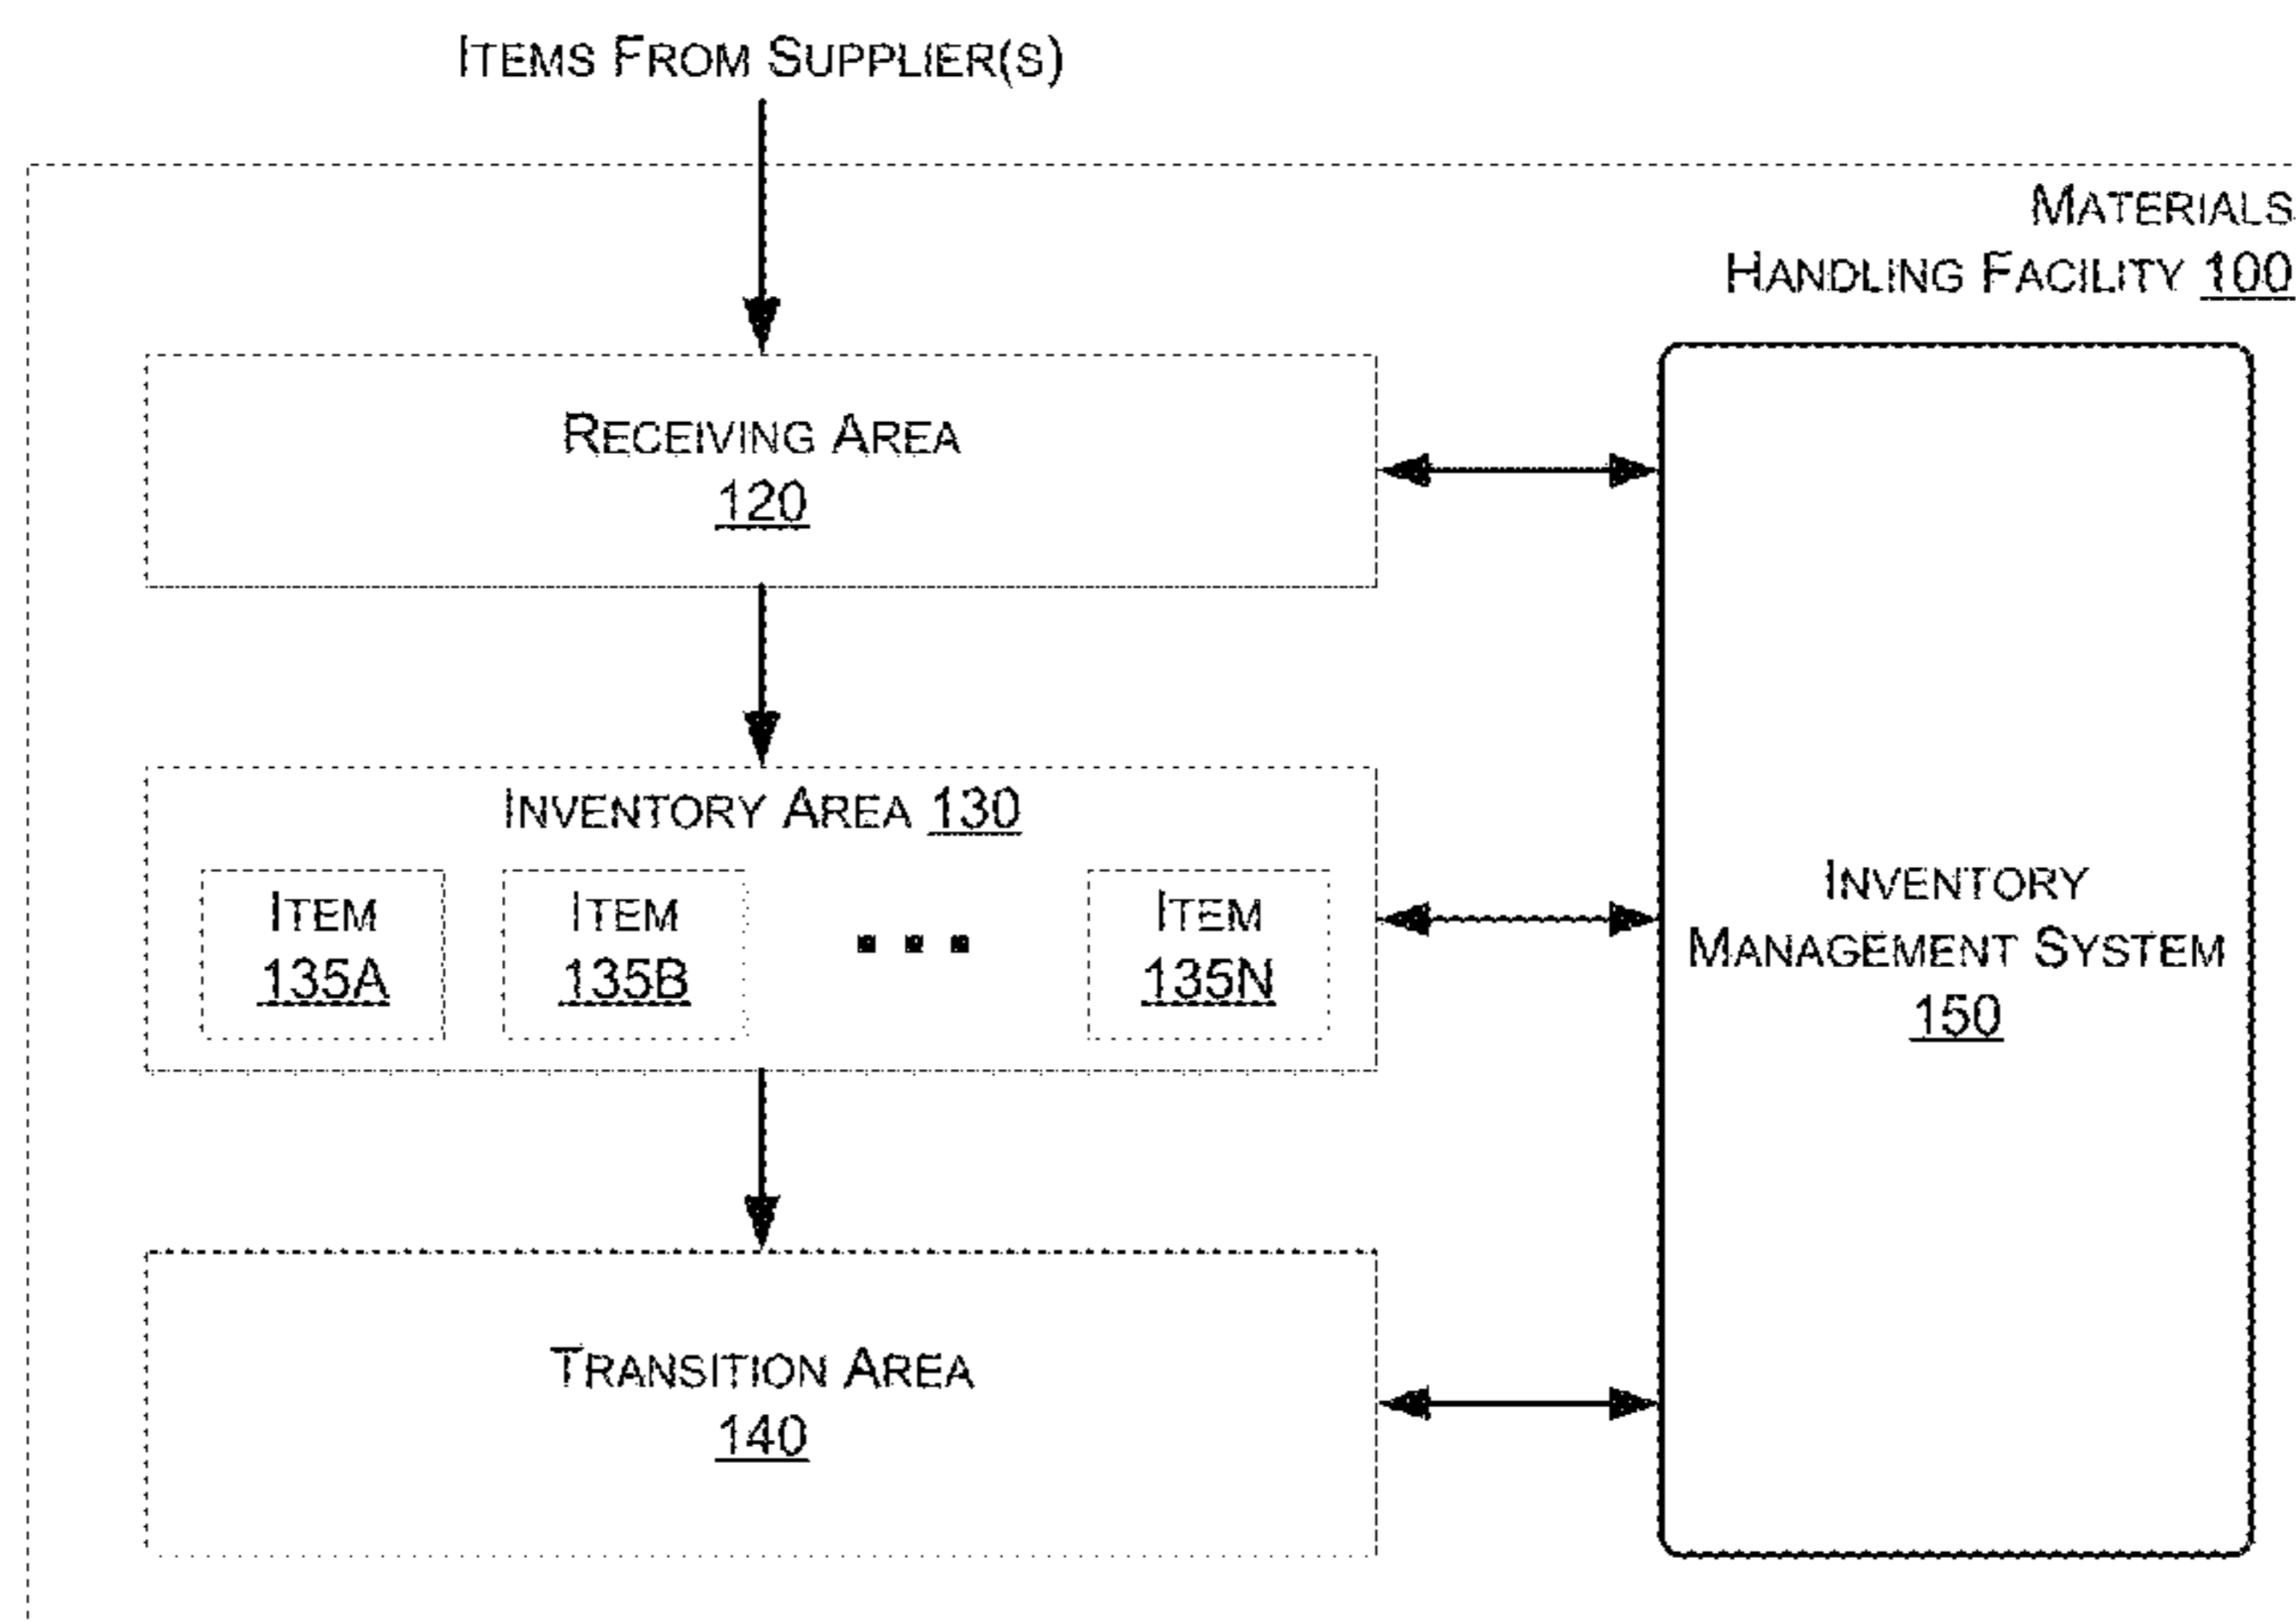 ITEMS FROM SUPPLIER(S)
MATERIALS
HANDLING FACILITY 100
RECEIVING AREA
120
INVENTORY AREA 130
ITEM
135A
ITEM
135B
ITEM
135N
INVENTORY
MANAGEMENT SYSTEM
150
TRANSITION AREA
140